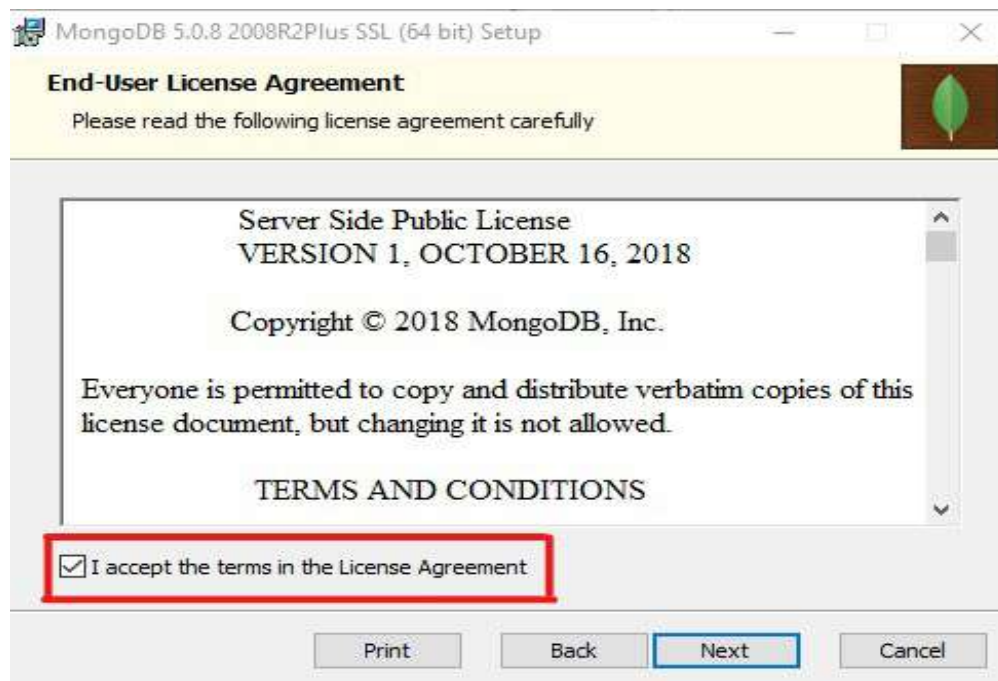 MongoDB 5.0.8 2008R2Plus SSL (64 bit) Setup
End-User License Agreement
Please read the following license agreement carefully
Server Side Public License
VERSION 1, OCTOBER 16, 2018
Copyright © 2018 MongoDB, Inc.
Everyone is permitted to copy and distribute verbatim copies of this
license document, but changing it is not allowed.
TERMS AND CONDITIONS
I accept the terms in the License Agreement
Print Back Next Cancel